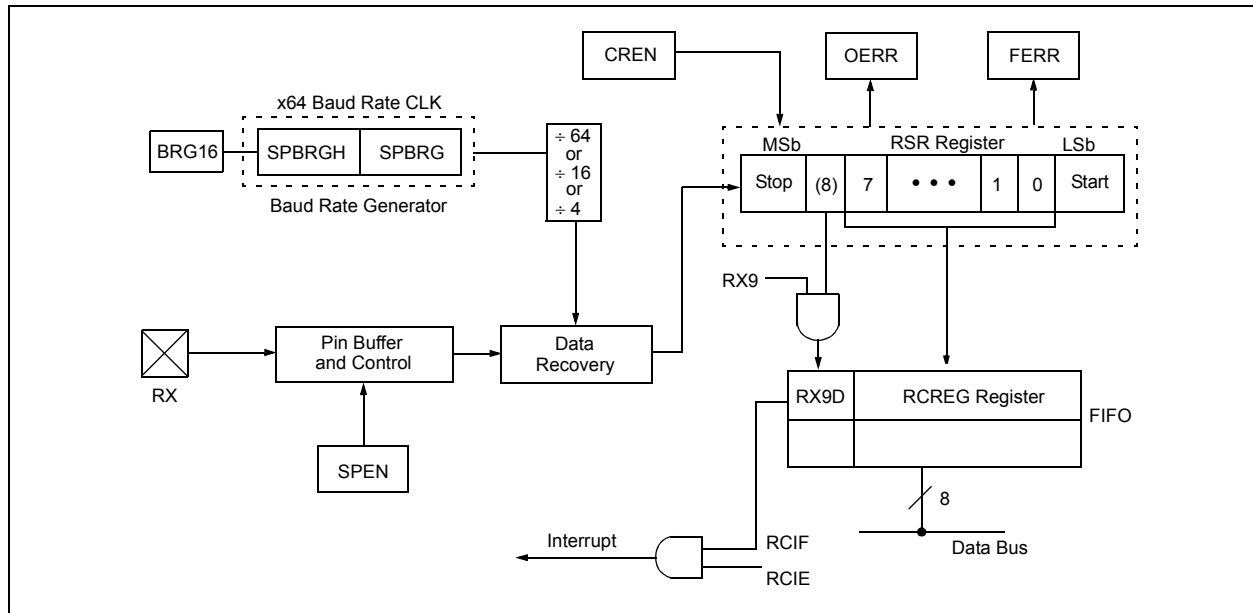 CREN
OERR
FERR
x64 Baud Rate CLK
BRG16
SPBRGH
SPBRG
Baud Rate Generator
÷ 64
or
÷ 16
or
÷ 4
MSb
RSR Register
LSb
Stop
(8)
7
• • •
1
0
Start
RX9
Pin Buffer
and Control
Data
Recovery
RX
SPEN
RX9D
RCREG Register
FIFO
8
Data Bus
Interrupt
RCIF
RCIE